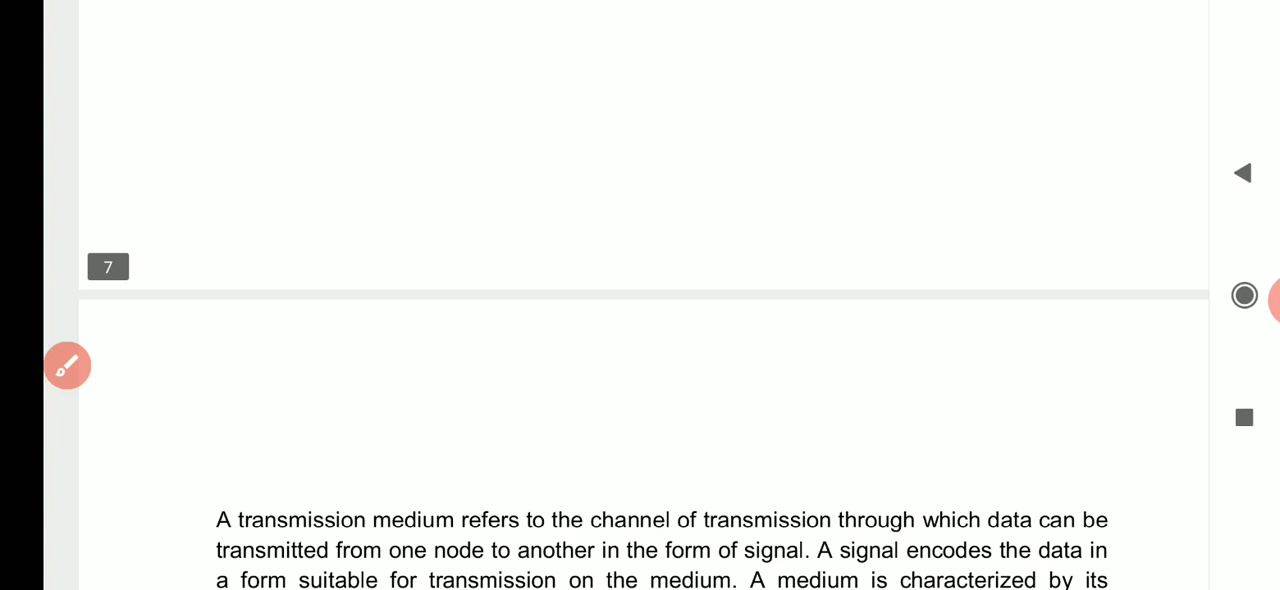 7
A transmission medium refers to the channel of transmission through which data can be
transmitted from one node to another in the form of signal. A signal encodes the data in
a form suitable for transmission on the medium. A medium is characterized by its